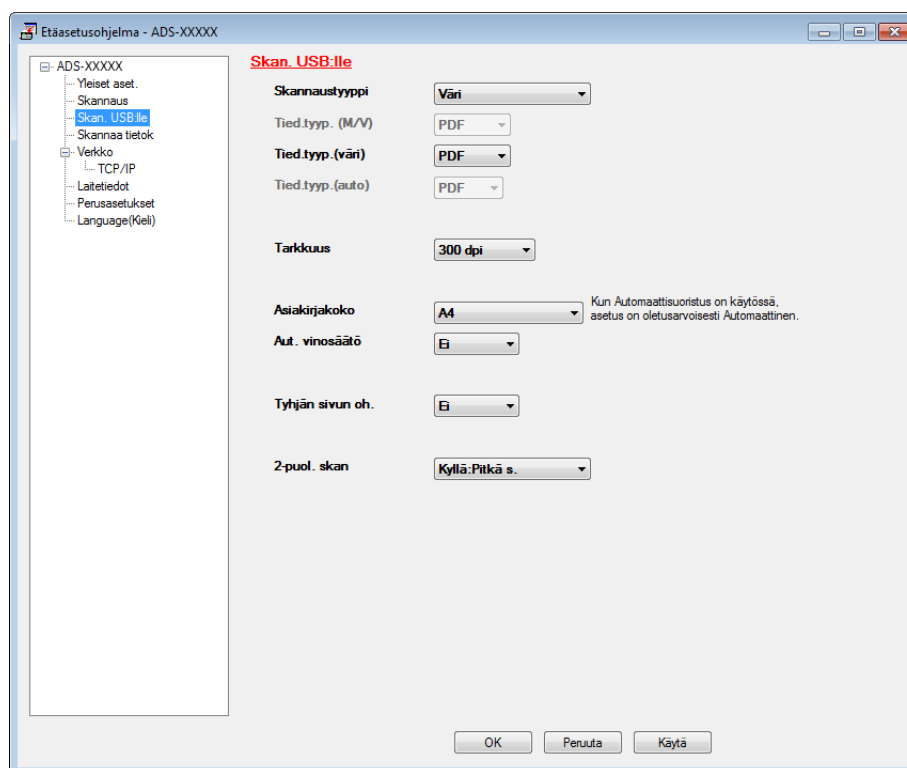 Etäasetusohjelma - ADS-XXXXX
ADS-XXXXX
Yleiset aset.
Skannaus
Skan. USB:lle
Skannaa tietok
Verkko
TCP/IP
Laitetiedot
Perusasetukset
Language(Kieli)
Skan. USB:lle
Skannaustyyppi
Väri
Tied.tyyp. (M/V)
PDF
Tied.tyyp.(väri)
PDF
Tied.tyyp.(auto)
PDF
Tarkkuus
300 dpi
Asiakirjakoko
A4
Kun Automaattisuoristus on käytössä,
asetus on oletusarvoisesti Automaattinen.
Aut. vinosäätö
Ei
Tyhjän sivun oh.
Ei
2-puol. skan
Kyllä:Pitkä s.
OK
Peruuta
Käytä